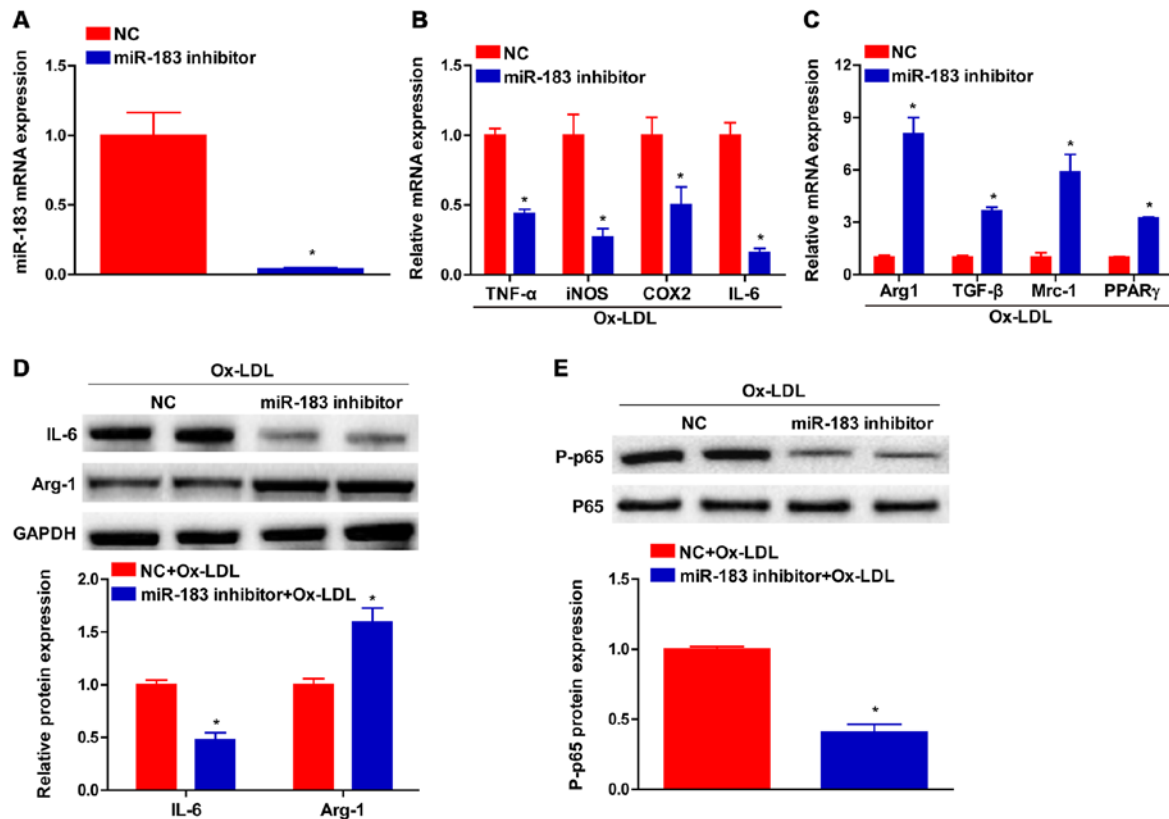 A
NC
miR-183 inhibitor
miR-183 mRNA expression
1.5
1.0
0.5
0.0
*
B
NC
miR-183 inhibitor
Relative mRNA expression
1.5
1.0
0.5
0.0
* * * *
TNF-α iNOS COX2 IL-6
Ox-LDL
C
NC
miR-183 inhibitor
Relative mRNA expression
12
9
6
3
0
* * * *
Arg1 TGF-β Mrc-1 PPARγ
Ox-LDL
D
Ox-LDL
NC miR-183 inhibitor
IL-6
Arg-1
GAPDH
NC+Ox-LDL
miR-183 inhibitor+Ox-LDL
Relative protein expression
2.0
1.5
1.0
0.5
0.0
* *
IL-6 Arg-1
E
Ox-LDL
NC miR-183 inhibitor
P-p65
P65
NC+Ox-LDL
miR-183 inhibitor+Ox-LDL
P-p65 protein expression
1.5
1.0
0.5
0.0
*